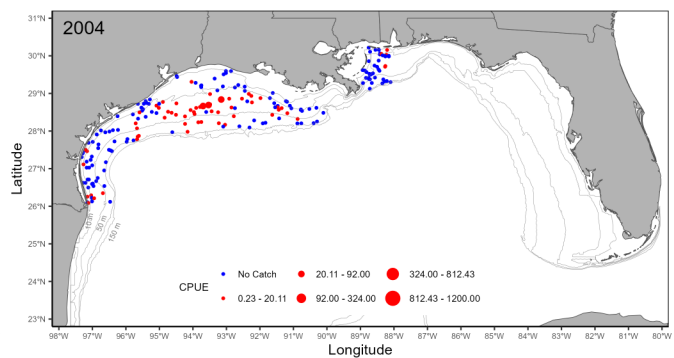 2004
31°N
30°N
29°N
28°N
27°N
26°N
25°N
24°N
23°N
Latitude
10 m
50 m
150 m
CPUE
No Catch
20.11 - 92.00
324.00 - 812.43
0.23 - 20.11
92.00 - 324.00
812.43 - 1200.00
98°W 97°W 96°W 95°W 94°W 93°W 92°W 91°W 90°W 89°W 88°W 87°W 86°W 85°W 84°W 83°W 82°W 81°W 80°W
Longitude